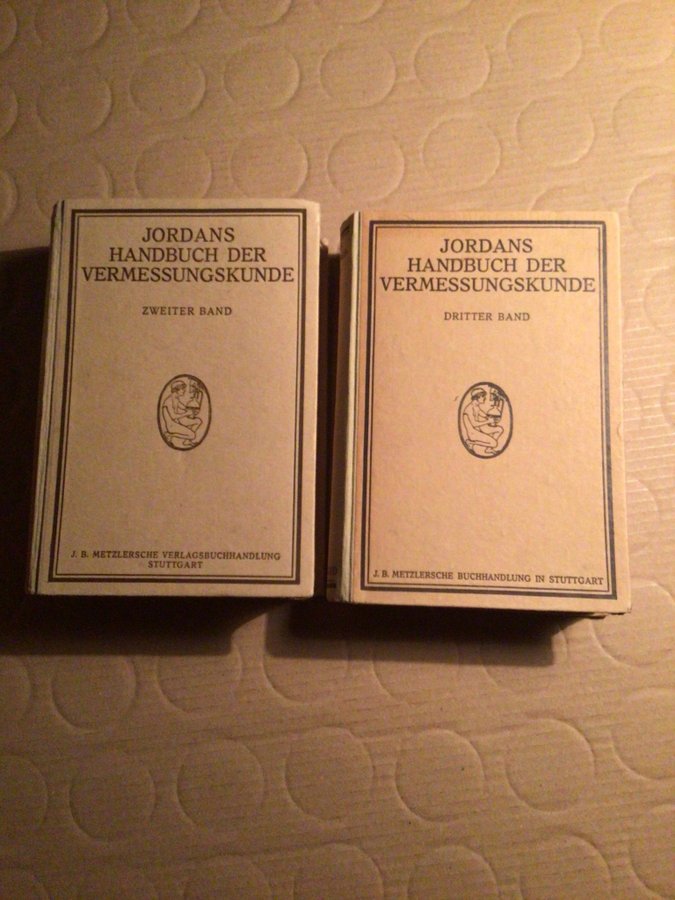 JORDANS
HANDBUCH DER
VERMESSUNGSKUNDE
ZWEITER BAND
J. B. METZLERSCHE VERLAGSBUCHHANDLUNG
STUTTGART
JORDANS
HANDBUCH DER
VERMESSUNGSKUNDE
DRITTER BAND
J. B. METZLERSCHE BUCHHANDLUNG IN STUTTGART